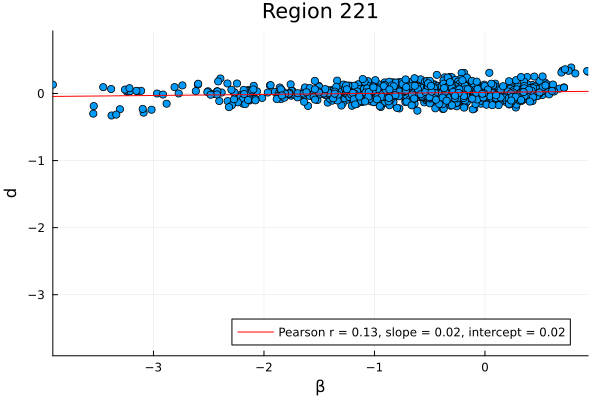 Region 221
d
0
−1
−2
−3
Pearson r = 0.13, slope = 0.02, intercept = 0.02
−3
−2
−1
0
β